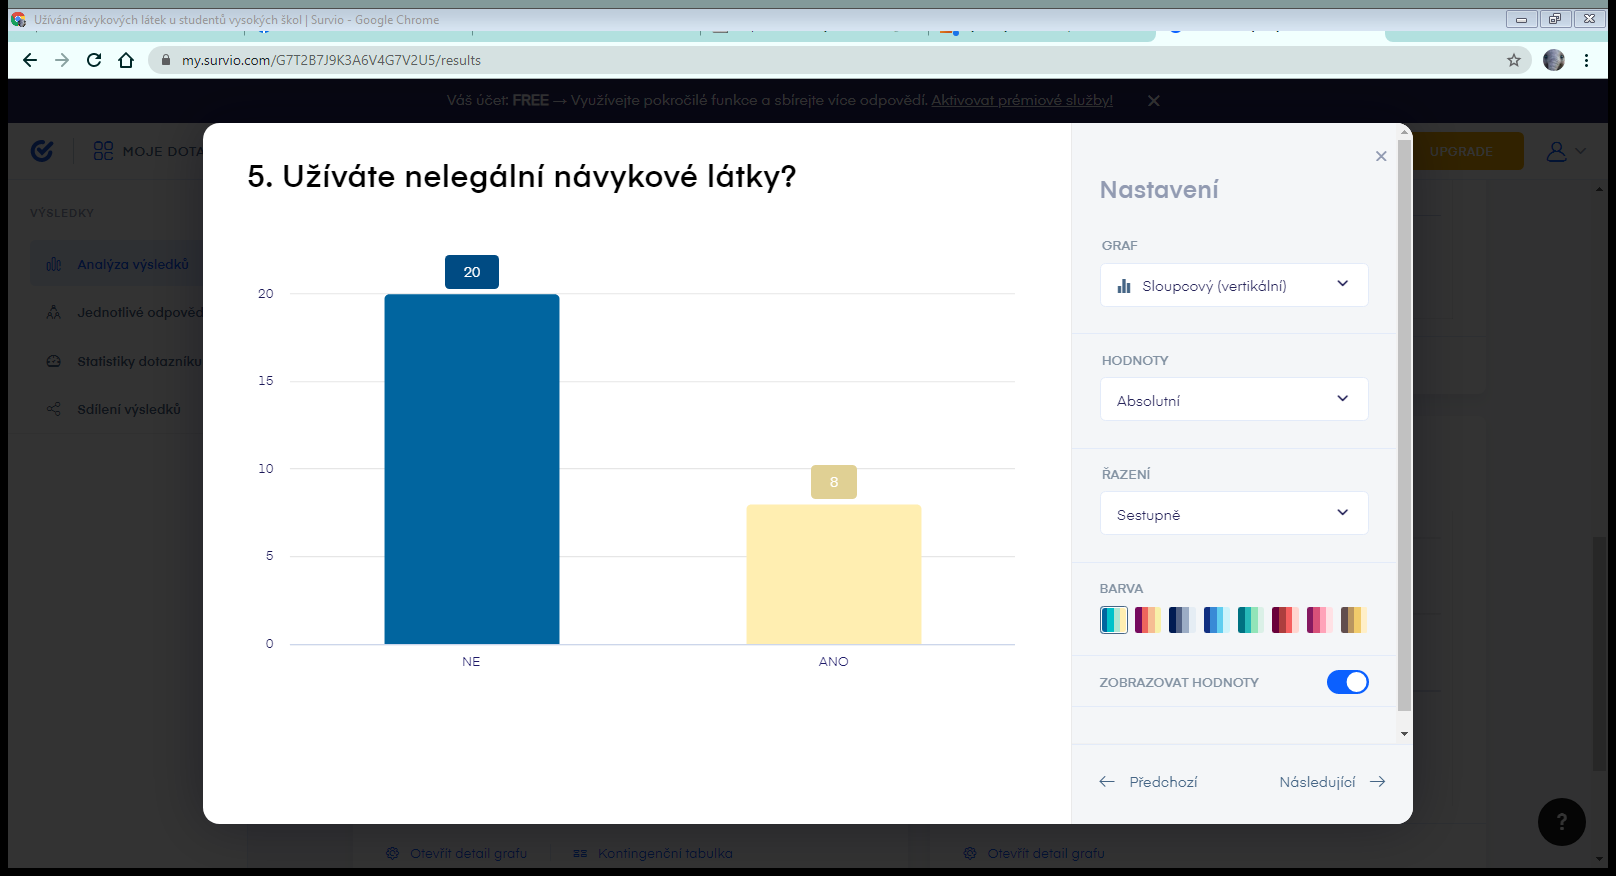 Užívání návykových látek u studentů vysokých škol | Survio - Google Chrome
my.survio.com/G7T2B7J9K3A6V4G7V2U5/results
Váš účet: FREE → Využívejte pokročilé funkce a sbírejte více odpovědí. Aktivovat prémiové služby!
MOJE DOTA
UPGRADE
VÝSLEDKY
Analýza výsledků
Jednotlivé odpověd
Statistiky dotazníku
Sdílení výsledků
5. Užíváte nelegální návykové látky?
20
20
15
10
8
5
0
NE
ANO
Nastavení
GRAF
Sloupcový (vertikální)
HODNOTY
Absolutní
ŘAZENÍ
Sestupně
BARVA
ZOBRAZOVAT HODNOTY
← Předchozí
Následující →
Otevřít detail grafu
Kontingenční tabulka
Otevřít detail grafu
?